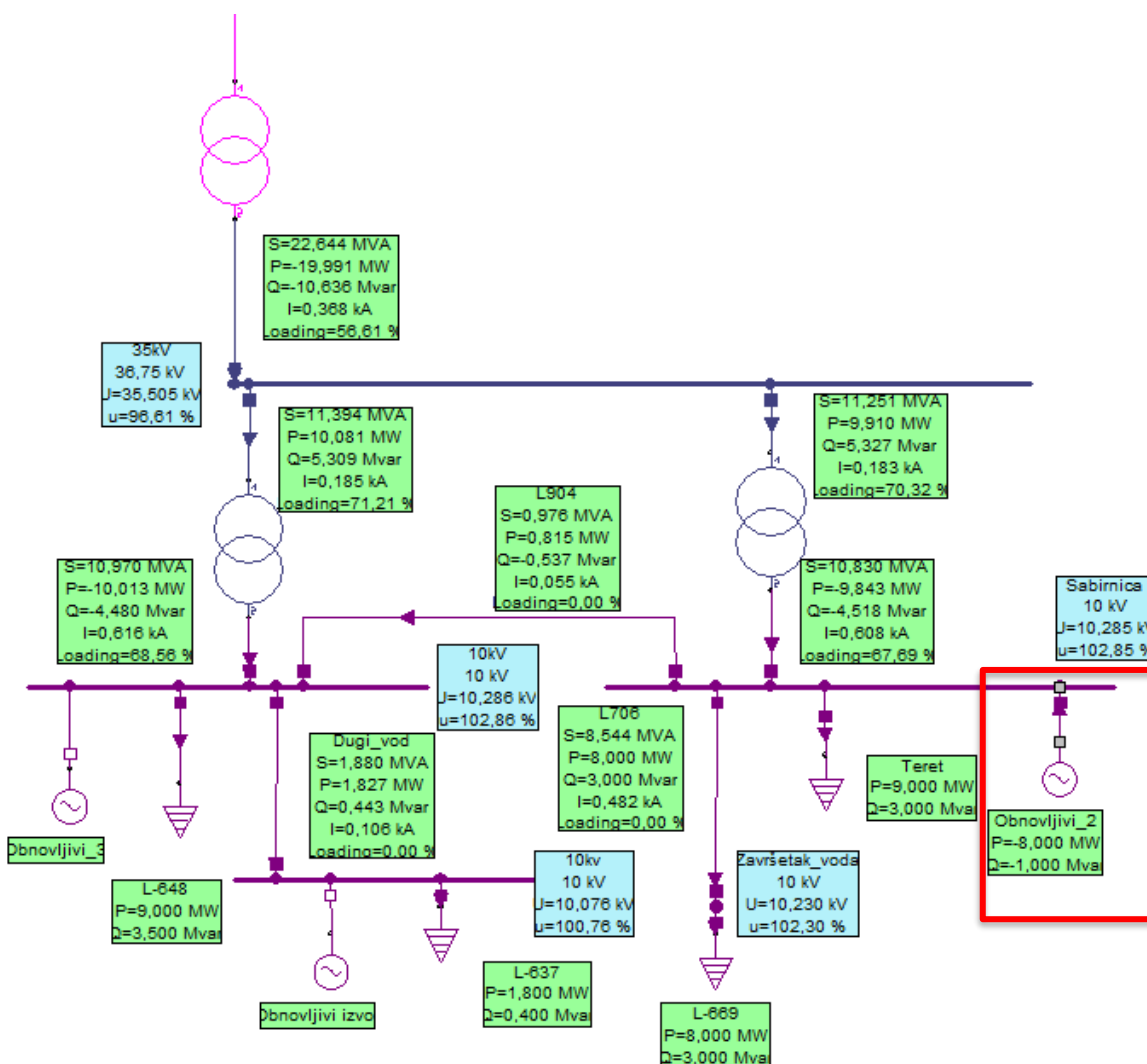 1
2
S=22,644 MVA
P=-19,991 MW
Q=-10,636 Mvar
I=0,368 kA
Loading=56,61 %
35kV
36,75 kV
U=35,505 kV
u=96,61 %
S=11,394 MVA
P=10,081 MW
Q=5,309 Mvar
I=0,185 kA
Loading=71,21 %
1
S=11,251 MVA
P=9,910 MW
Q=5,327 Mvar
I=0,183 kA
Loading=70,32 %
1
L904
S=0,976 MVA
P=0,815 MW
Q=-0,537 Mvar
I=0,055 kA
Loading=0,00 %
S=10,970 MVA
P=-10,013 MW
Q=-4,480 Mvar
I=0,616 kA
Loading=68,56 %
2
S=10,830 MVA
P=-9,843 MW
Q=-4,518 Mvar
I=0,608 kA
Loading=67,69 %
2
Sabirnica
10 kV
U=10,285 kV
u=102,85 %
10kV
10 kV
U=10,286 kV
u=102,86 %
Dugi_vod
S=1,880 MVA
P=1,827 MW
Q=0,443 Mvar
I=0,106 kA
Loading=0,00 %
L706
S=8,544 MVA
P=8,000 MW
Q=3,000 Mvar
I=0,482 kA
Loading=0,00 %
Teret
P=9,000 MW
Q=3,000 Mvar
Obnovljivi_2
P=-8,000 MW
Q=-1,000 Mvar
Obnovljivi_3
L-648
P=9,000 MW
Q=3,500 Mvar
10kv
10 kV
U=10,076 kV
u=100,76 %
Završetak_voda
10 kV
U=10,230 kV
u=102,30 %
Obnovljivi izvo
L-637
P=1,800 MW
Q=0,400 Mvar
L-669
P=8,000 MW
Q=3,000 Mvar